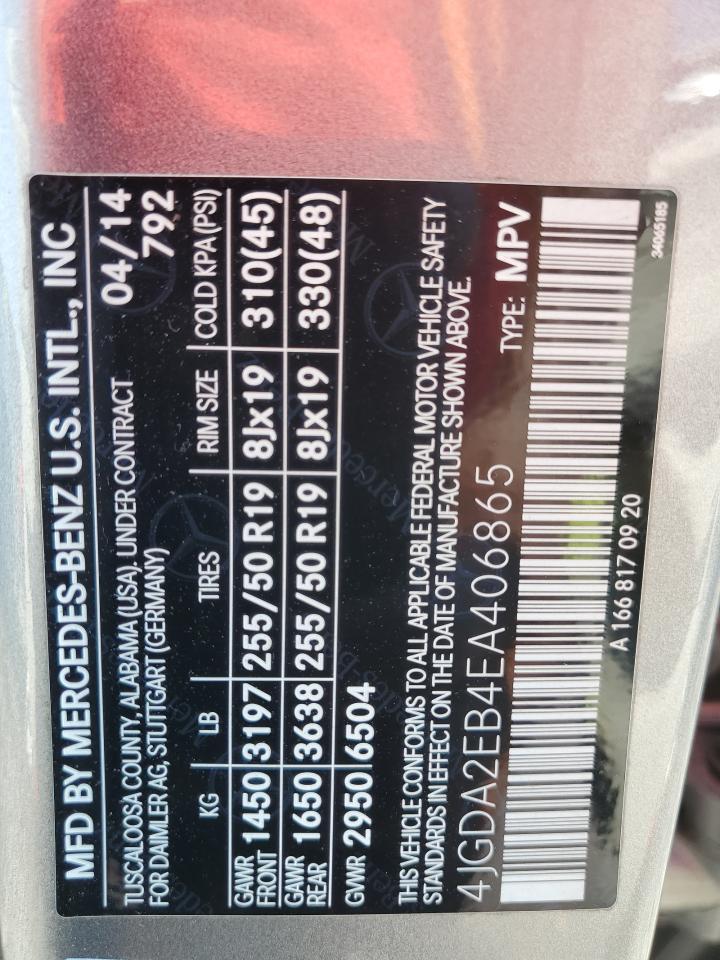 MFD BY MERCEDES-BENZ U.S. INTL., INC
TUSCALOOSA COUNTY, ALABAMA (USA), UNDER CONTRACT 04/14
FOR DAIMLER AG, STUTTGART (GERMANY) 792
KG LB TIRES RIM SIZE COLD KPA(PSI)
GAWR FRONT 1450 3197 255/50 R19 8Jx19 310(45)
GAWR REAR 1650 3638 255/50 R19 8Jx19 330(48)
GVWR 2950 6504
THIS VEHICLE CONFORMS TO ALL APPLICABLE FEDERAL MOTOR VEHICLE SAFETY
STANDARDS IN EFFECT ON THE DATE OF MANUFACTURE SHOWN ABOVE.
4JGDA2EB4EA406865 TYPE: MPV
A 166 817 09 20
34065185